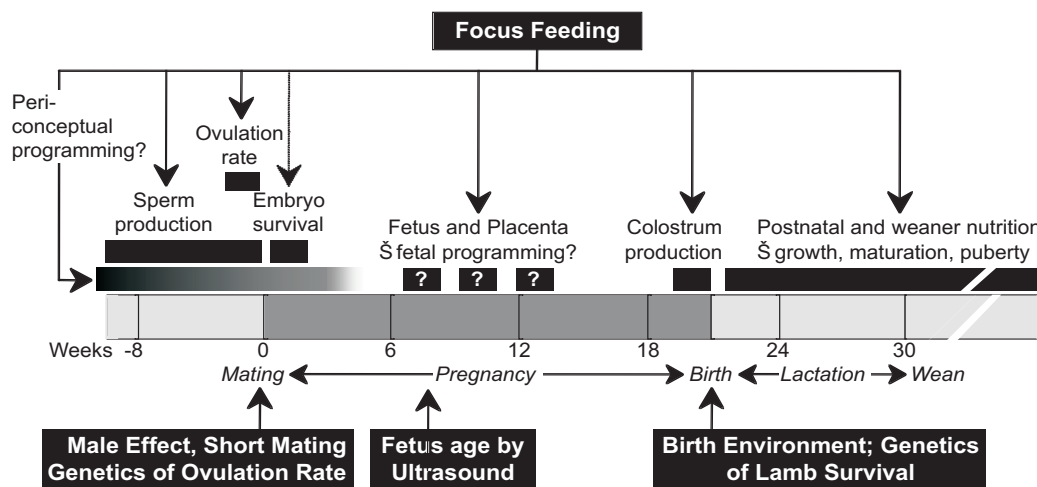 Focus Feeding
Peri-
conceptual
programming?
Ovulation
rate
Sperm
production
Embryo
survival
Fetus and Placenta
Š fetal programming?
Colostrum
production
Postnatal and weaner nutrition
Š growth, maturation, puberty
? ? ?
Weeks -8 0 6 12 18 24 30
Mating Pregnancy Birth Lactation Wean
Male Effect, Short Mating
Genetics of Ovulation Rate
Fetus age by
Ultrasound
Birth Environment; Genetics
of Lamb Survival